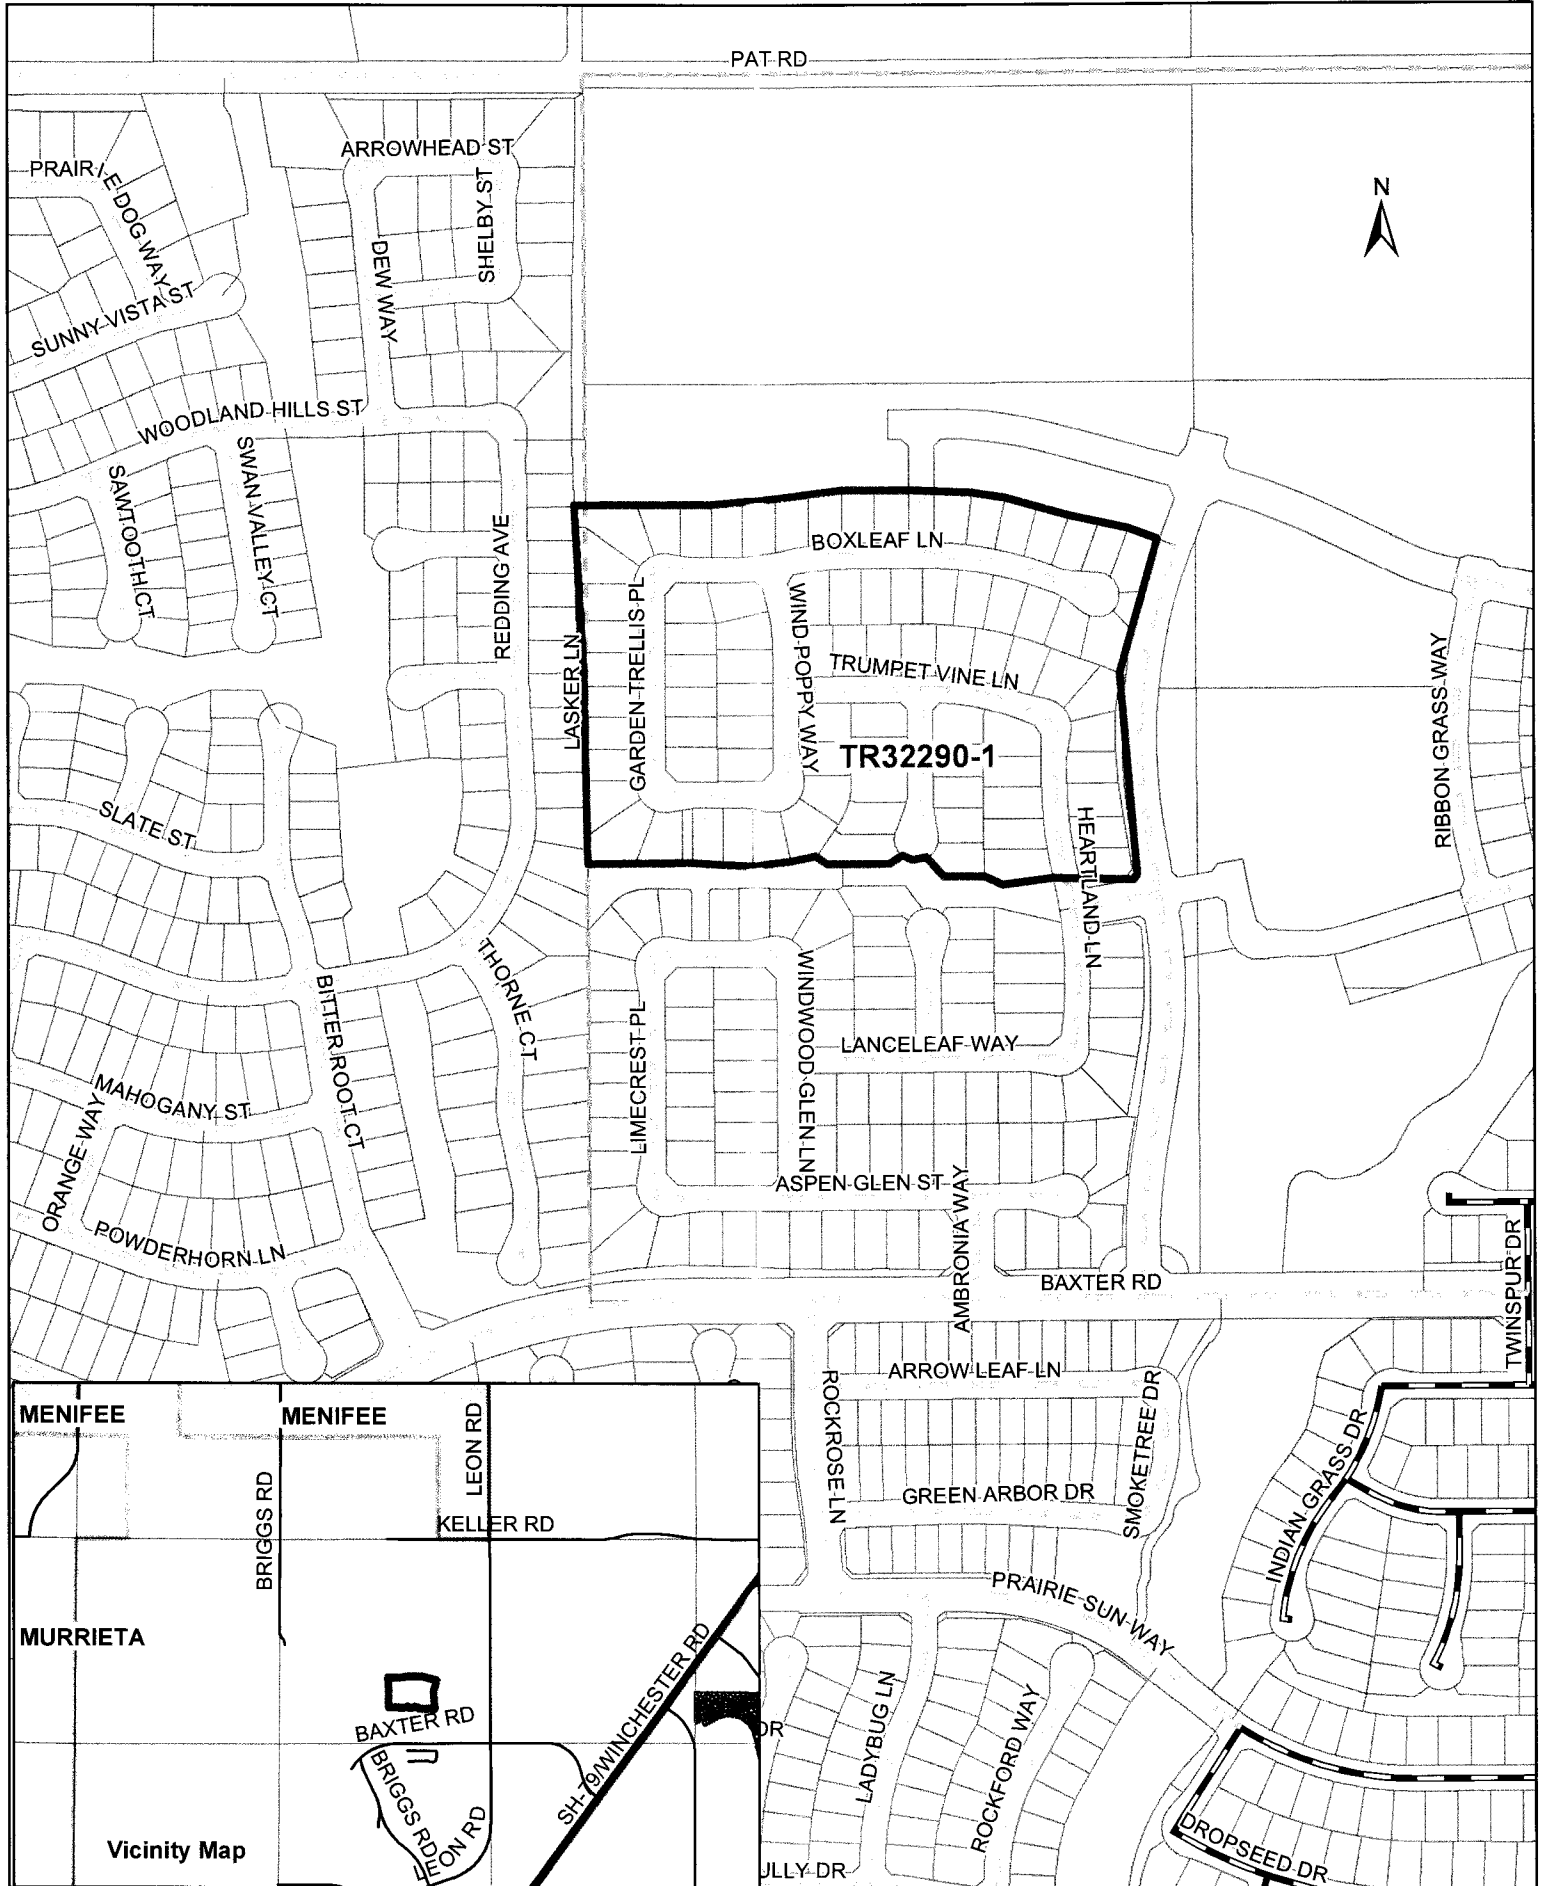 PAT RD
ARROWHEAD ST
PRAIRIE DOG WAY
SHELBY ST
N
DEW WAY
SUNNY VISTA ST
WOODLAND HILLS ST
SWAN VALLEY CT
SAWTOOTH CT
REDDING AVE
BOXLEAF LN
GARDEN TRELLIS PL
WIND POPPY WAY
LASKER LN
TRUMPET VINE LN
RIBBON GRASS WAY
TR32290-1
SLATE ST
HEARTLAND LN
THORNE CT
BITTER ROOT CT
LIMECREST PL
WINDWOOD GLEN LN
LANCELEAF WAY
MAHOGANY ST
ORANGE WAY
ASPEN GLEN ST
AMBRONIA WAY
POWDERHORN LN
BAXTER RD
TWINSPUR DR
ARROW LEAF LN
ROCKROSE LN
SMOKETREE DR
INDIAN GRASS DR
GREEN ARBOR DR
PRAIRIE SUN WAY
LADYBUG LN
ROCKFORD WAY
DROPSEED DR
ULLY DR
DR
MENIFEE
MENIFEE
LEON RD
BRIGGS RD
KELLER RD
MURRIETA
SH-79/WINCHESTER RD
BAXTER RD
BRIGGS RD
LEON RD
Vicinity Map